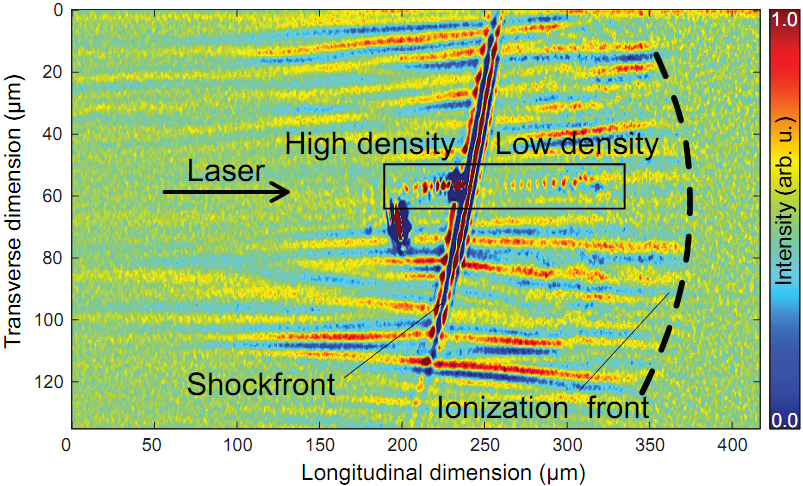 0
20
40
60
80
100
120
Transverse dimension (μm)
High density
Low density
Laser
Shockfront
Ionization front
0
50
100
150
200
250
300
350
400
Longitudinal dimension (μm)
1.0
Intensity (arb. u.)
0.0